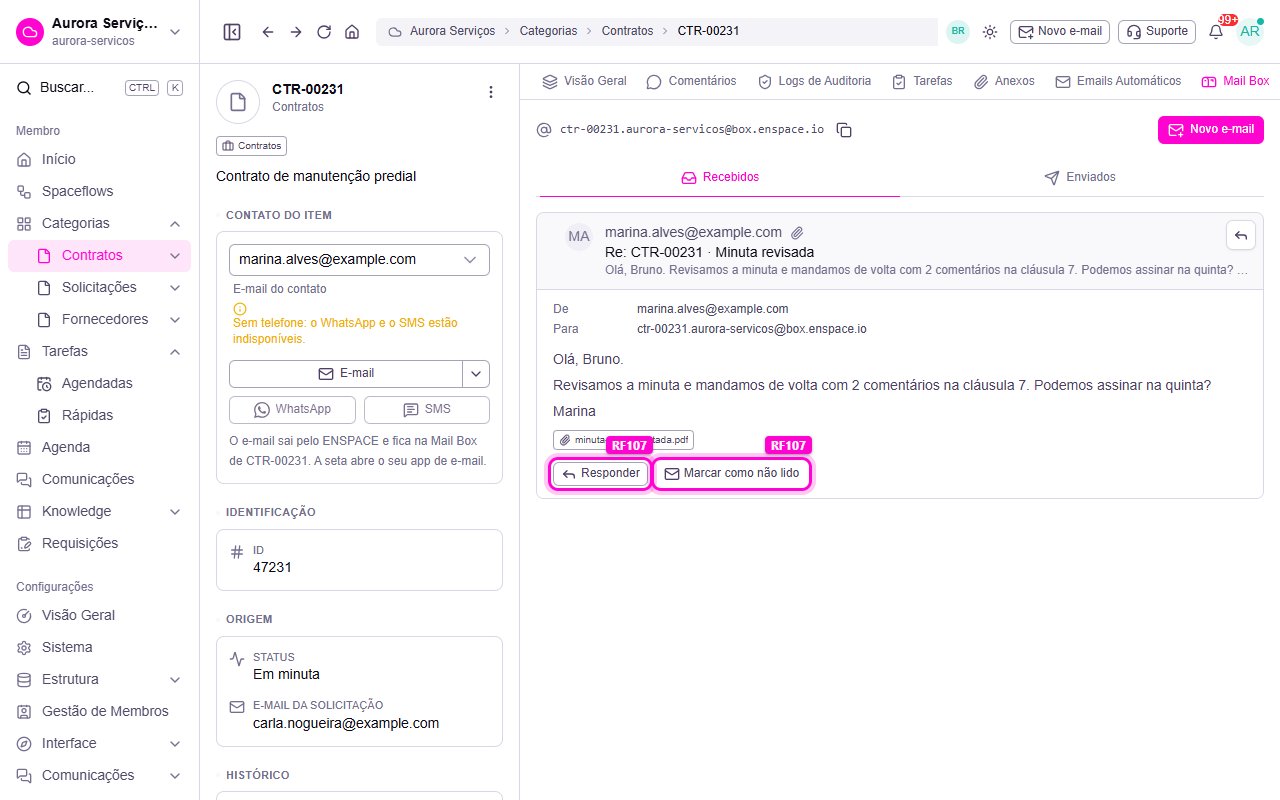 Aurora Serviç...
aurora-servicos
Buscar...
CTRL
K
Membro
Início
Spaceflows
Categorias
Contratos
Solicitações
Fornecedores
Tarefas
Agendadas
Rápidas
Agenda
Comunicações
Knowledge
Requisições
Configurações
Visão Geral
Sistema
Estrutura
Gestão de Membros
Interface
Comunicações
Aurora Serviços
Categorias
Contratos
CTR-00231
BR
Novo e-mail
Suporte
99+
AR
CTR-00231
Contratos
Contratos
Contrato de manutenção predial
CONTATO DO ITEM
marina.alves@example.com
E-mail do contato
Sem telefone: o WhatsApp e o SMS estão
indisponíveis.
E-mail
WhatsApp
SMS
O e-mail sai pelo ENSPACE e fica na Mail Box
de CTR-00231. A seta abre o seu app de e-mail.
IDENTIFICAÇÃO
ID
47231
ORIGEM
STATUS
Em minuta
E-MAIL DA SOLICITAÇÃO
carla.nogueira@example.com
HISTÓRICO
Visão Geral
Comentários
Logs de Auditoria
Tarefas
Anexos
Emails Automáticos
Mail Box
ctr-00231.aurora-servicos@box.enspace.io
Novo e-mail
Recebidos
Enviados
MA
marina.alves@example.com
Re: CTR-00231 · Minuta revisada
Olá, Bruno. Revisamos a minuta e mandamos de volta com 2 comentários na cláusula 7. Podemos assinar na quinta? ...
De
marina.alves@example.com
Para
ctr-00231.aurora-servicos@box.enspace.io
Olá, Bruno.
Revisamos a minuta e mandamos de volta com 2 comentários na cláusula 7. Podemos assinar na quinta?
Marina
RF107
RF107
Responder
Marcar como não lido